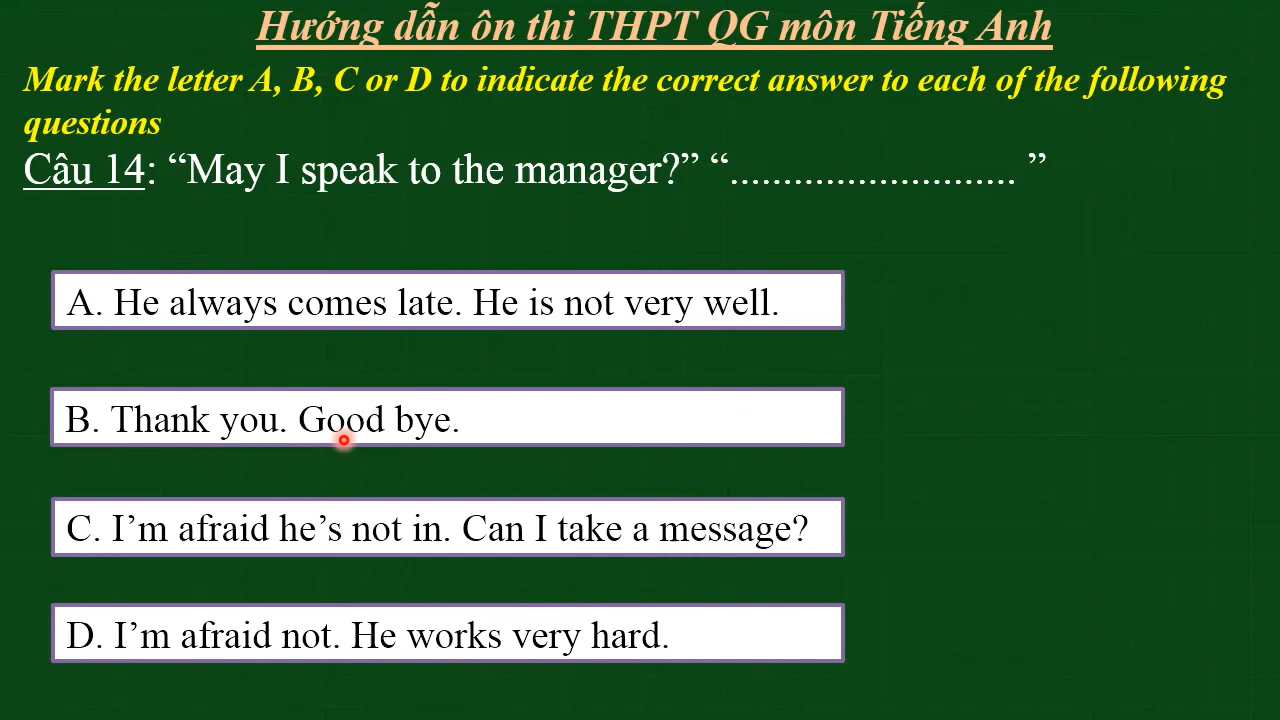 Hướng dẫn ôn thi THPT QG môn Tiếng Anh
Mark the letter A, B, C or D to indicate the correct answer to each of the following
questions
Câu 14: “May I speak to the manager?” “........................... ”
A. He always comes late. He is not very well.
B. Thank you. Good bye.
C. I’m afraid he’s not in. Can I take a message?
D. I’m afraid not. He works very hard.